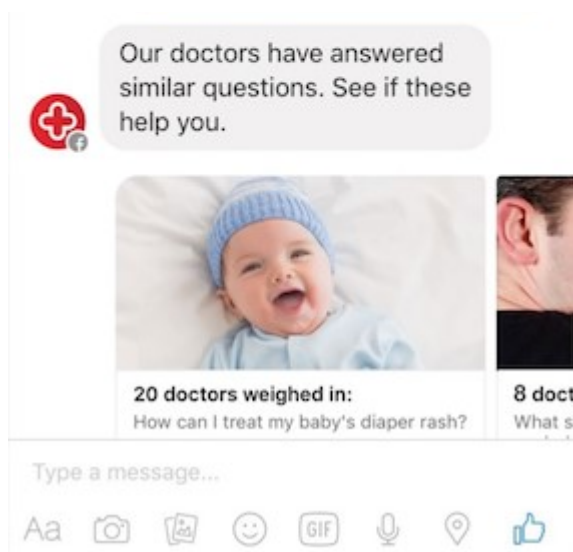 Our doctors have answered
similar questions. See if these
help you.
20 doctors weighed in:
How can I treat my baby's diaper rash?
8 doct
What s
Type a message...
Aa
GIF